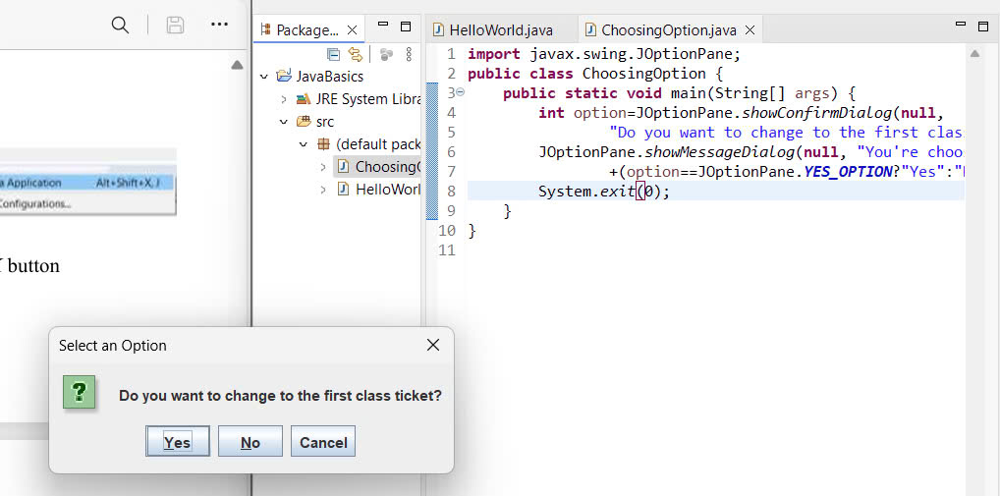 a Application Alt+Shift+X, J
Configurations...
button
Package...
JavaBasics
JRE System Libra
src
(default pack
ChoosingO
HelloWorl
HelloWorld.java
ChoosingOption.java
1 import javax.swing.JOptionPane;
2 public class ChoosingOption {
3 public static void main(String[] args) {
4 int option=JOptionPane.showConfirmDialog(null,
5 "Do you want to change to the first clas
6 JOptionPane.showMessageDialog(null, "You're choo
7 +(option==JOptionPane.YES_OPTION?"Yes":"
8 System.exit(0);
9 }
10 }
11
Select an Option
?
Do you want to change to the first class ticket?
Yes No Cancel